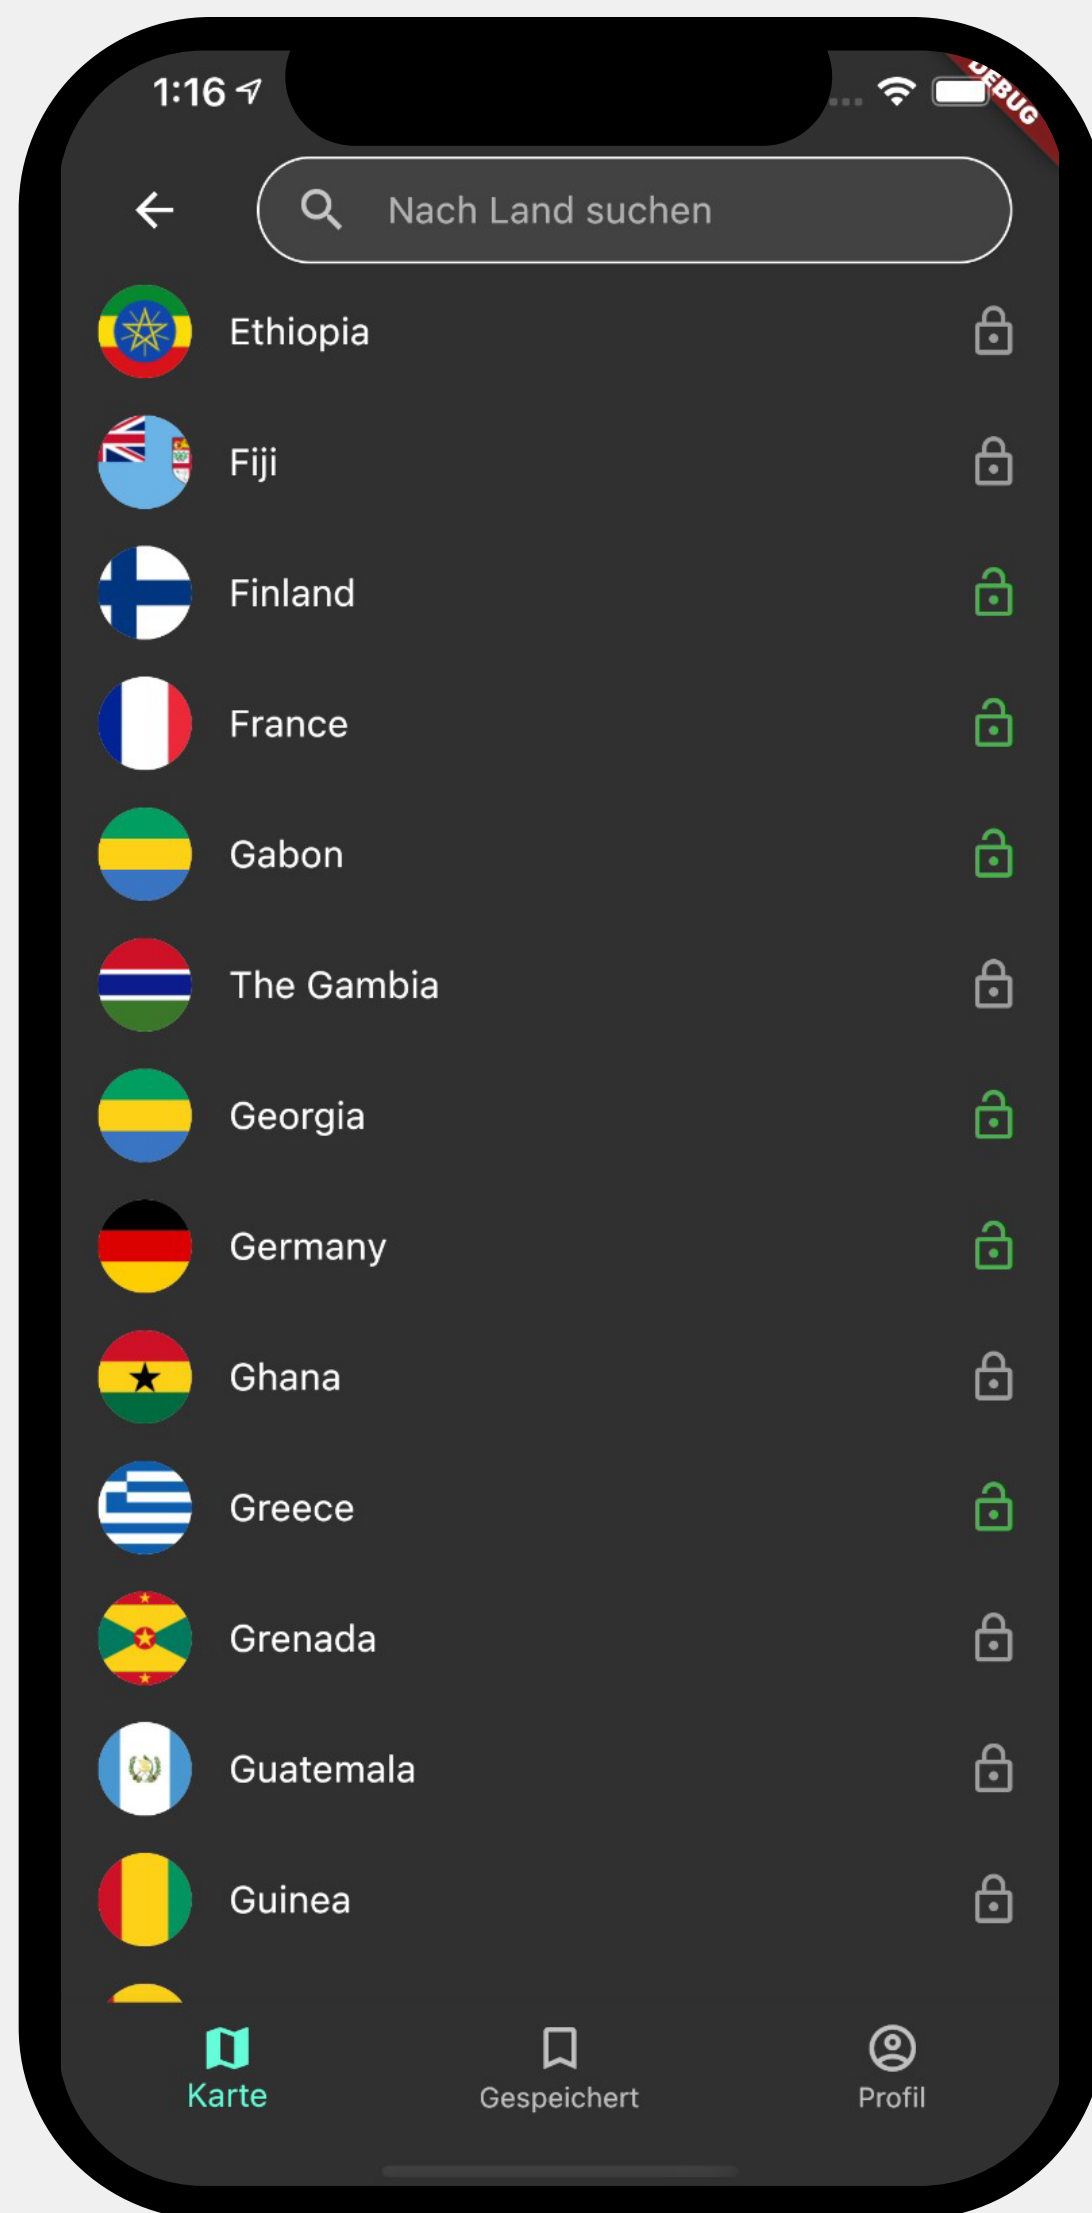 1:16
DEBUG
Nach Land suchen
Ethiopia
Fiji
Finland
France
Gabon
The Gambia
Georgia
Germany
Ghana
Greece
Grenada
Guatemala
Guinea
Karte
Gespeichert
Profil